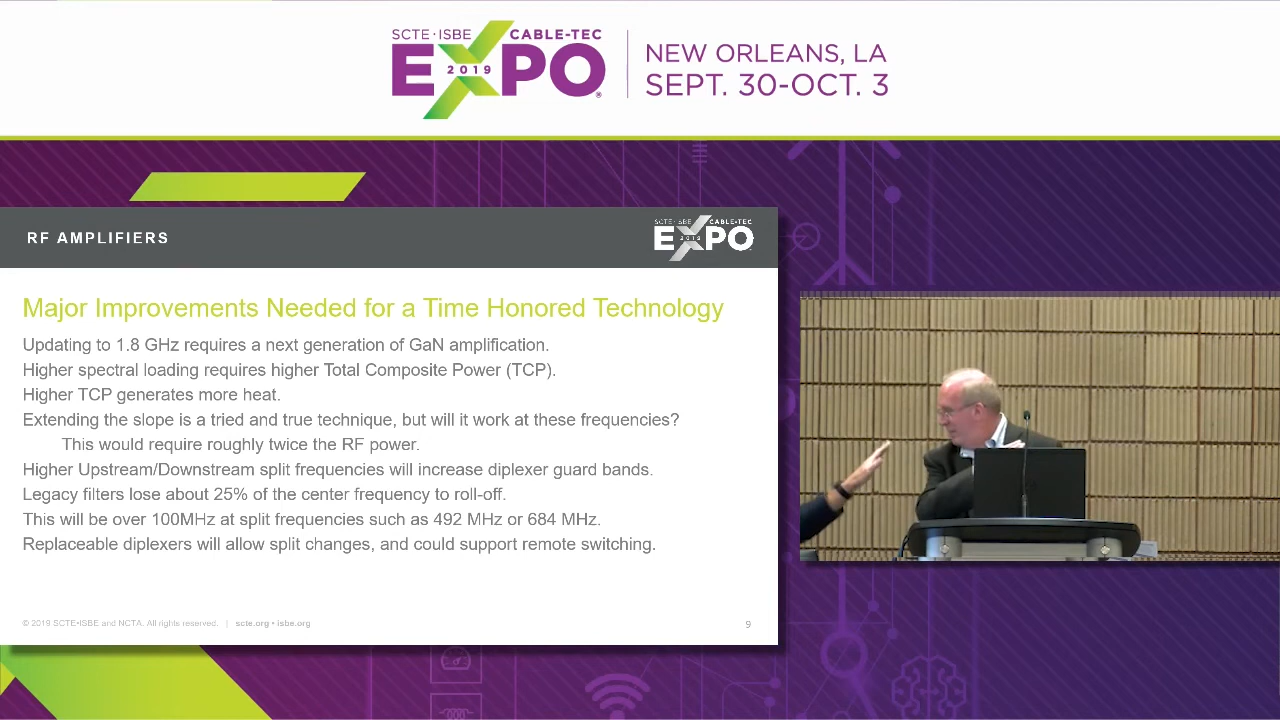 SCTE·ISBE CABLE-TEC
EXPO
2019
NEW ORLEANS, LA
SEPT. 30-OCT. 3
RF AMPLIFIERS
SCTE·ISBE CABLE-TEC
EXPO
2019
Major Improvements Needed for a Time Honored Technology
Updating to 1.8 GHz requires a next generation of GaN amplification.
Higher spectral loading requires higher Total Composite Power (TCP).
Higher TCP generates more heat.
Extending the slope is a tried and true technique, but will it work at these frequencies?
This would require roughly twice the RF power.
Higher Upstream/Downstream split frequencies will increase diplexer guard bands.
Legacy filters lose about 25% of the center frequency to roll-off.
This will be over 100MHz at split frequencies such as 492 MHz or 684 MHz.
Replaceable diplexers will allow split changes, and could support remote switching.
© 2019 SCTE•ISBE and NCTA. All rights reserved. | scte.org • isbe.org
9